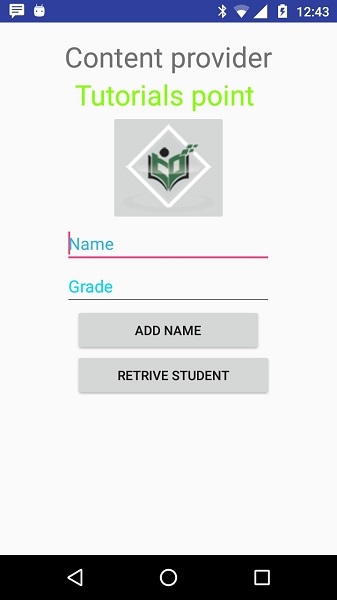 12:43
Content provider
Tutorials point
Name
Grade
ADD NAME
RETRIVE STUDENT